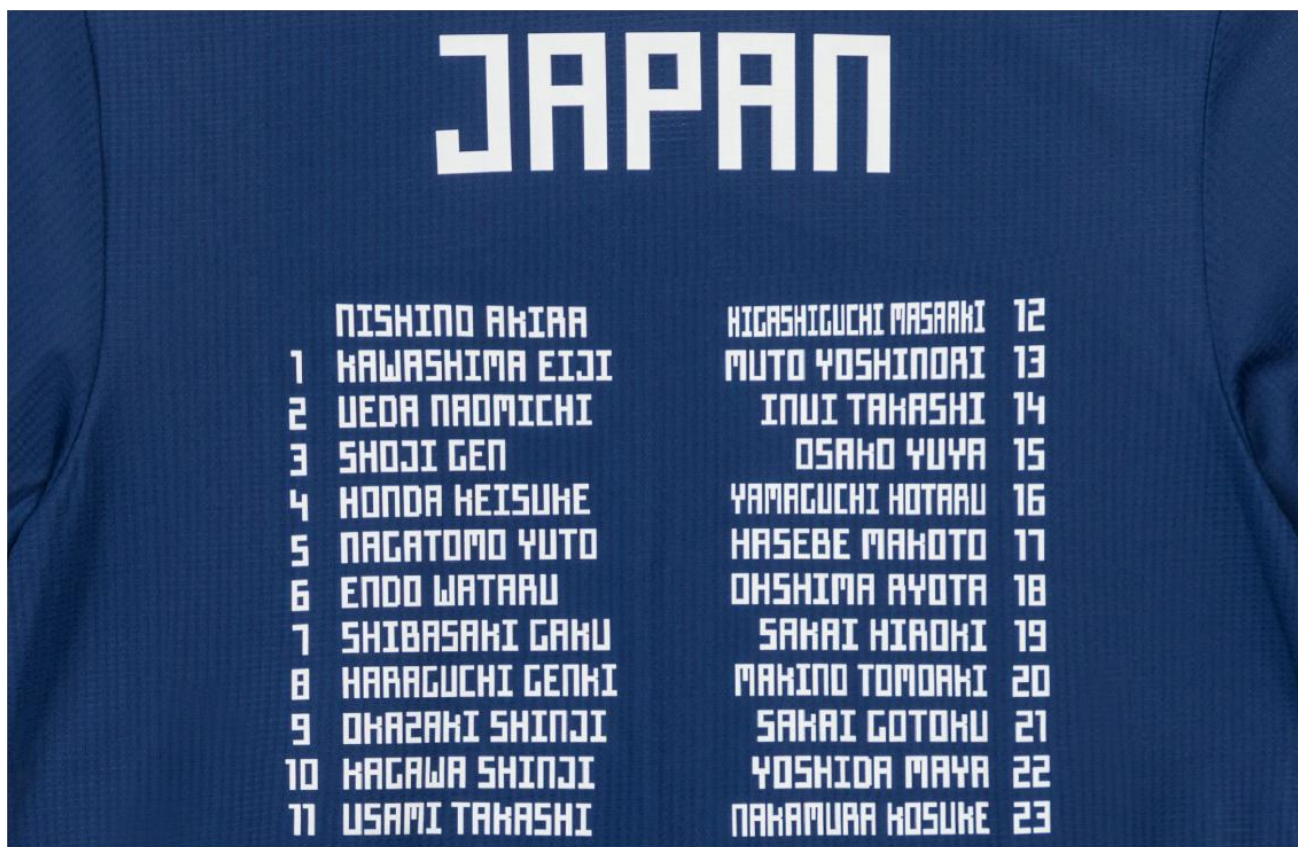 JAPAN
NISHINO AKIRA
1 KAWASHIMA EIJI
2 UEDA NAOMICHI
3 SHOJI GEN
4 HONDA KEISUKE
5 NAGATOMO YUTO
6 ENDO WATARU
7 SHIBASAKI GAKU
8 HARAGUCHI GENKI
9 OKAZAKI SHINJI
10 KAGAWA SHINJI
11 USAMI TAKASHI
HIGASHIGUCHI MASAAKI 12
MUTO YOSHINORI 13
INUI TAKASHI 14
OSAKO YUYA 15
YAMAGUCHI HOTARU 16
HASEBE MAKOTO 17
OHSHIMA RYOTA 18
SAKAI HIROKI 19
MAKINO TOMOAKI 20
SAKAI GOTOKU 21
YOSHIDA MAYA 22
NAKAMURA KOSUKE 23